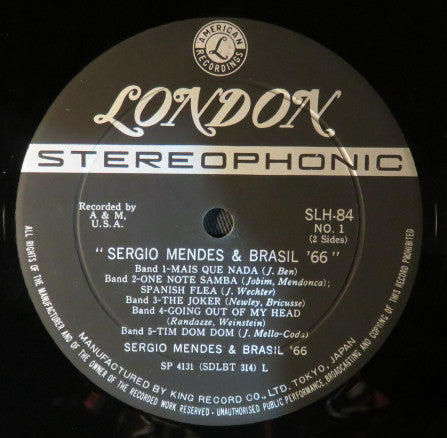 AMERICAN
L
RECORDINGS
LONDON
STEREOPHONIC
Recorded by
A & M,
U.S.A.
SLH-84
NO. 1
(2 Sides)
"SERGIO MENDES & BRASIL '66"
Band 1-MAIS QUE NADA (J. Ben)
Band 2-ONE NOTE SAMBA (Jobim, Mendonca);
SPANISH FLEA (J. Wechter)
Band 3-THE JOKER (Newley, Bricusse)
Band 4-GOING OUT OF MY HEAD
(Randazze, Weinstein)
Band 5-TIM DOM DOM (J. Mello-Coda)
SERGIO MENDES & BRASIL '66
SP 4131 (SDLBT 314) L
MANUFACTURED BY KING RECORD CO., LTD. TOKYO, JAPAN
ALL RIGHTS OF THE MANUFACTURER AND OF THE OWNER OF THE RECORDED WORK RESERVED · UNAUTHORISED PUBLIC PERFORMANCE, BROADCASTING AND COPYING OF THIS RECORD PROHIBITED